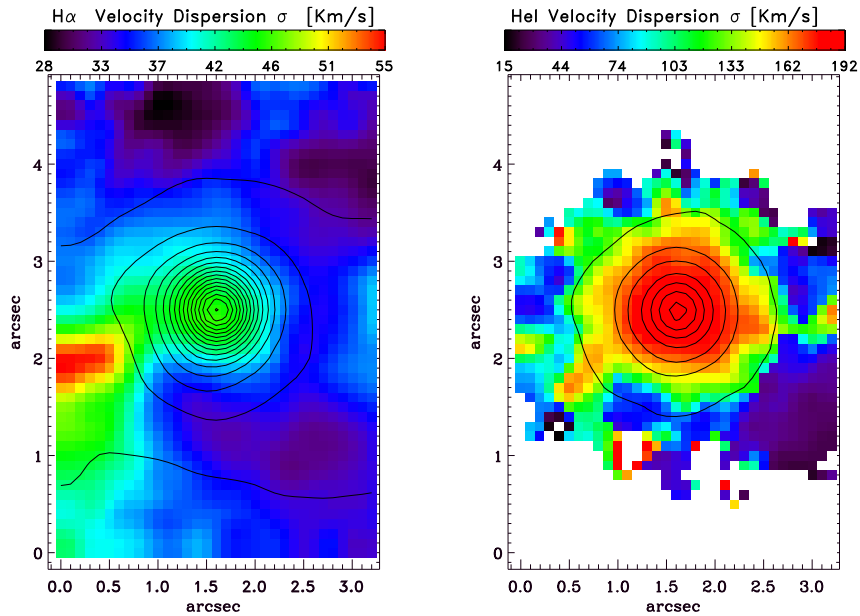 Hα Velocity Dispersion σ [Km/s]
28 33 37 42 46 51 55
4
3
2
1
0
arcsec
0.0 0.5 1.0 1.5 2.0 2.5 3.0
arcsec
HeI Velocity Dispersion σ [Km/s]
15 44 74 103 133 162 192
4
3
2
1
0
arcsec
0.0 0.5 1.0 1.5 2.0 2.5 3.0
arcsec